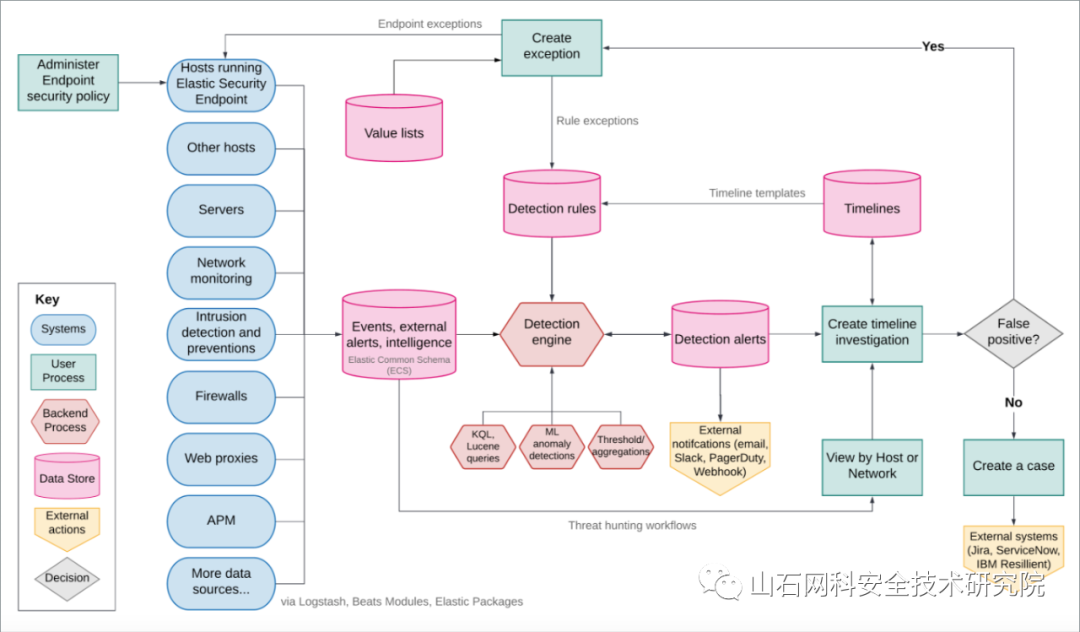 Endpoint exceptions
Create
exception
Yes
Administer
Endpoint
security policy
Hosts running
Elastic Security
Endpoint
Value lists
Rule exceptions
Other hosts
Servers
Detection rules
Timeline templates
Timelines
Network
monitoring
Key
Systems
User
Process
Backend
Process
Data Store
External
actions
Decision
Intrusion
detection and
preventions
Events, external
alerts, intelligence
Elastic Common Schema
(ECS)
Detection
engine
Detection alerts
Create timeline
investigation
False
positive?
No
Firewalls
KQL,
Lucene
queries
ML
anomaly
detections
Threshold/
aggregations
External
notifcations (email,
Slack, PagerDuty,
Webhook)
View by Host or
Network
Create a case
Web proxies
APM
Threat hunting workflows
External systems
(Jira, ServiceNow,
IBM Resillient)
More data
sources...
via Logstash, Beats Modules, Elastic Packages
山石网科安全技术研究院